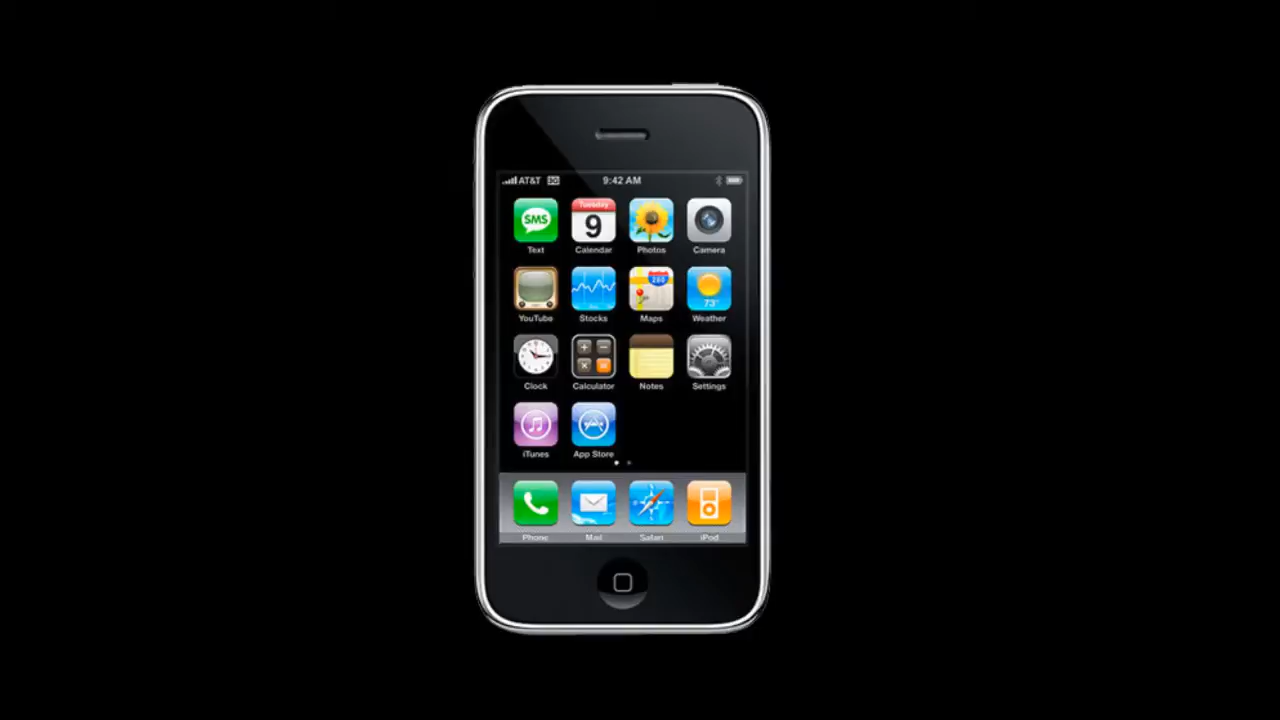 AT&T 3G 9:42 AM
SMS Tuesday 9 280 73°
Text Calendar Photos Camera
YouTube Stocks Maps Weather
Clock Calculator Notes Settings
iTunes App Store
Phone Mail Safari iPod